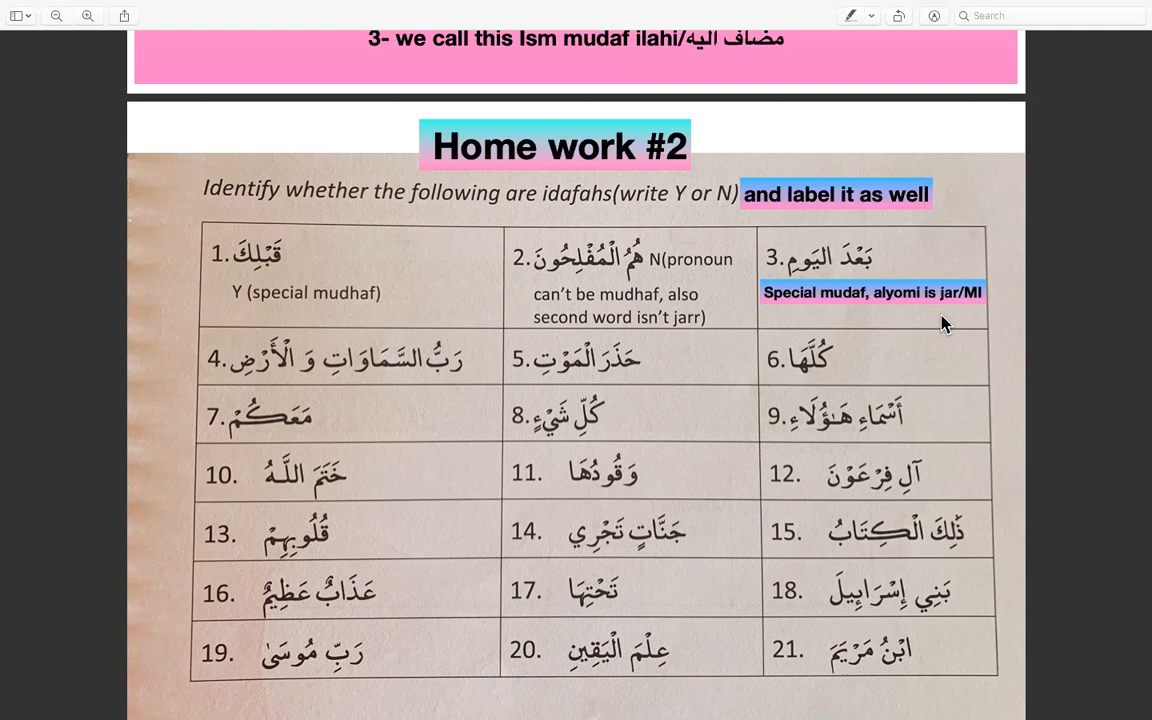 Search
3- we call this Ism mudaf ilahi/مضاف اليه
Home work #2
Identify whether the following are idafahs(write Y or N) and label it as well
1. قَبْلِكَ
Y (special mudhaf)
2. هُمُ الْمُفْلِحُونَ N(pronoun
can't be mudhaf, also
second word isn't jarr)
3. بَعْدَ اليَومِ
Special mudaf, alyomi is jar/MI
4. رَبُّ السَّمَاوَاتِ وَ الْأَرْضِ
5. حَذَرَ الْمَوْتِ
6. كُلَّهَا
7. مَعَكُمْ
8. كُلِّ شَيْءٍ
9. أَسْمَاءِ هَـٰؤُلَاءِ
10. خَتَمَ اللَّـهُ
11. وَقُودُهَا
12. آلِ فِرْعَوْنَ
13. قُلُوبِهِمْ
14. جَنَّاتٍ تَجْرِي
15. ذَٰلِكَ الْكِتَابُ
16. عَذَابٌ عَظِيمٌ
17. تَحْتِهَا
18. بَنِي إِسْرَائِيلَ
19. رَبِّ مُوسَىٰ
20. عِلْمَ الْيَقِينِ
21. ابْنُ مَرْيَمَ